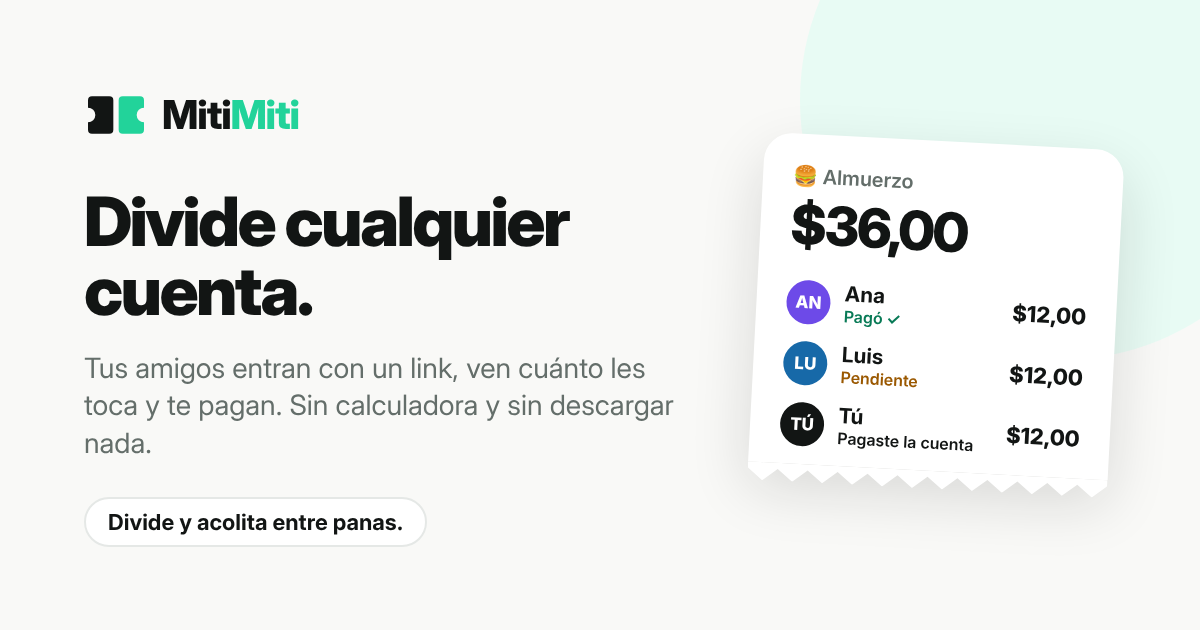 MitiMiti
Divide cualquier
cuenta.
Tus amigos entran con un link, ven cuánto les
toca y te pagan. Sin calculadora y sin descargar
nada.
Divide y acolita entre panas.
🍔 Almuerzo
$36,00
AN Ana $12,00
Pagó ✓
LU Luis $12,00
Pendiente
TÚ Tú $12,00
Pagaste la cuenta